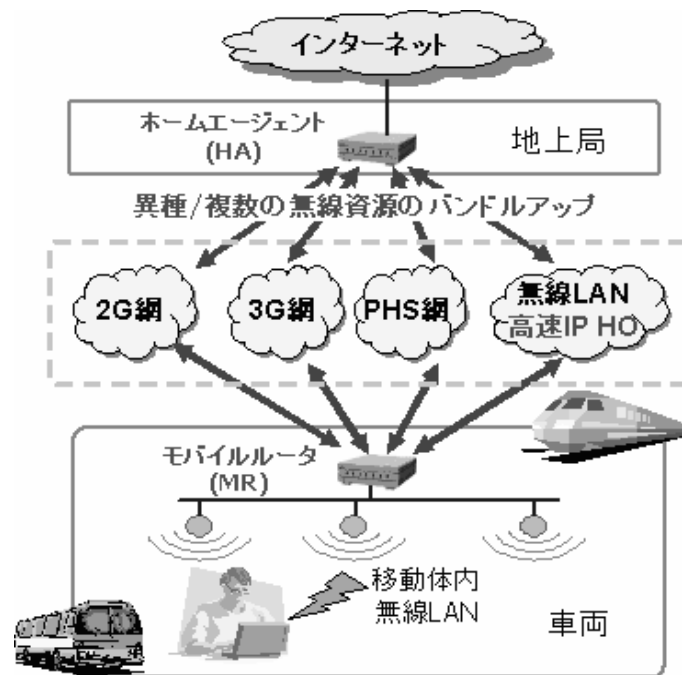 インターネット
ホームエージェント
(HA)
地上局
異種/複数の無線資源のバンドルアップ
2G網
3G網
PHS網
無線LAN
高速IP HO
モバイルルータ
(MR)
移動体内
無線LAN
車両